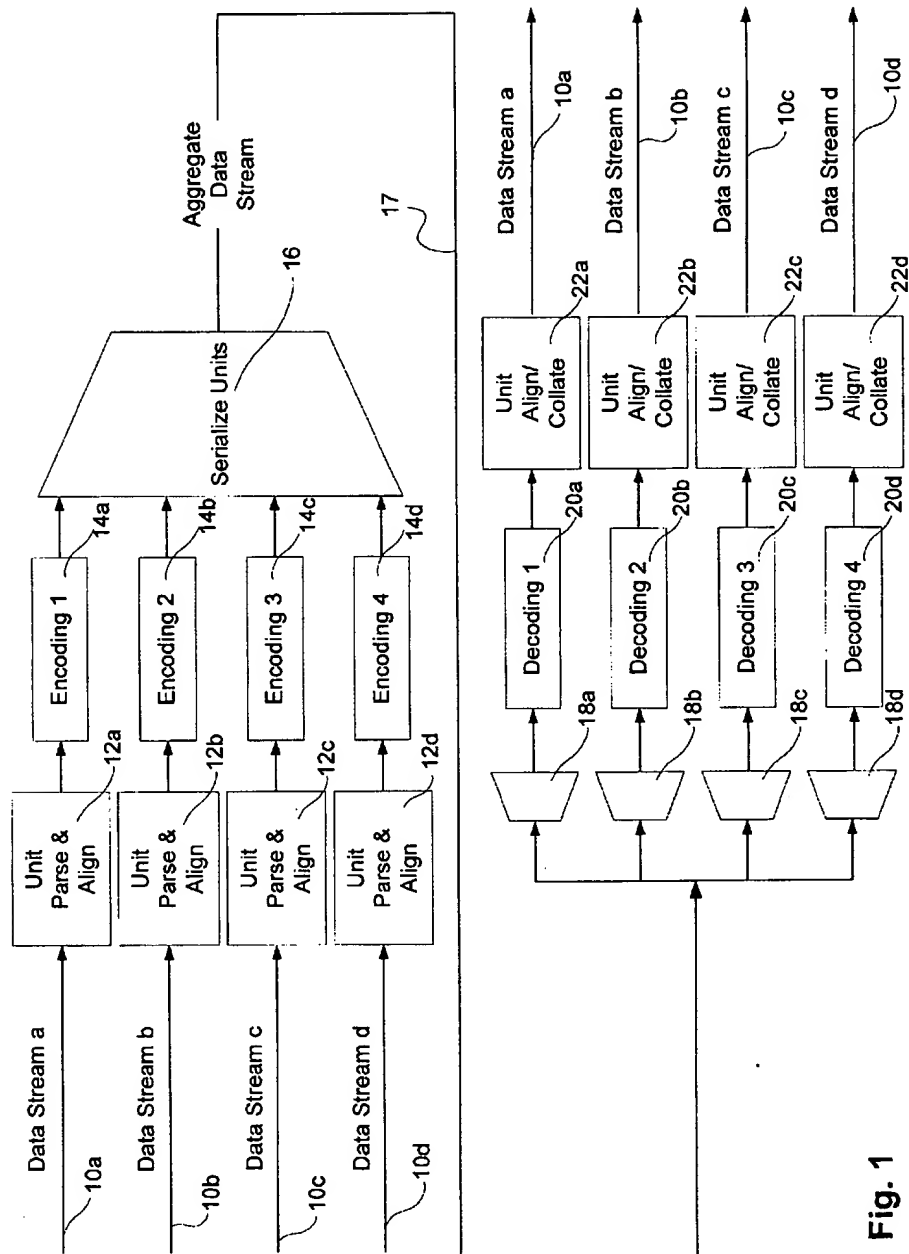 Data Stream a
10a
Unit
Parse &
Align
12a
Encoding 1
14a
Data Stream b
10b
Unit
Parse &
Align
12b
Encoding 2
14b
Data Stream c
10c
Unit
Parse &
Align
12c
Encoding 3
14c
Data Stream d
10d
Unit
Parse &
Align
12d
Encoding 4
14d
Serialize Units
16
Aggregate
Data
Stream
17
18a
Decoding 1
20a
Unit
Align/
Collate
22a
Data Stream a
10a
18b
Decoding 2
20b
Unit
Align/
Collate
22b
Data Stream b
10b
18c
Decoding 3
20c
Unit
Align/
Collate
22c
Data Stream c
10c
18d
Decoding 4
20d
Unit
Align/
Collate
22d
Data Stream d
10d
Fig. 1